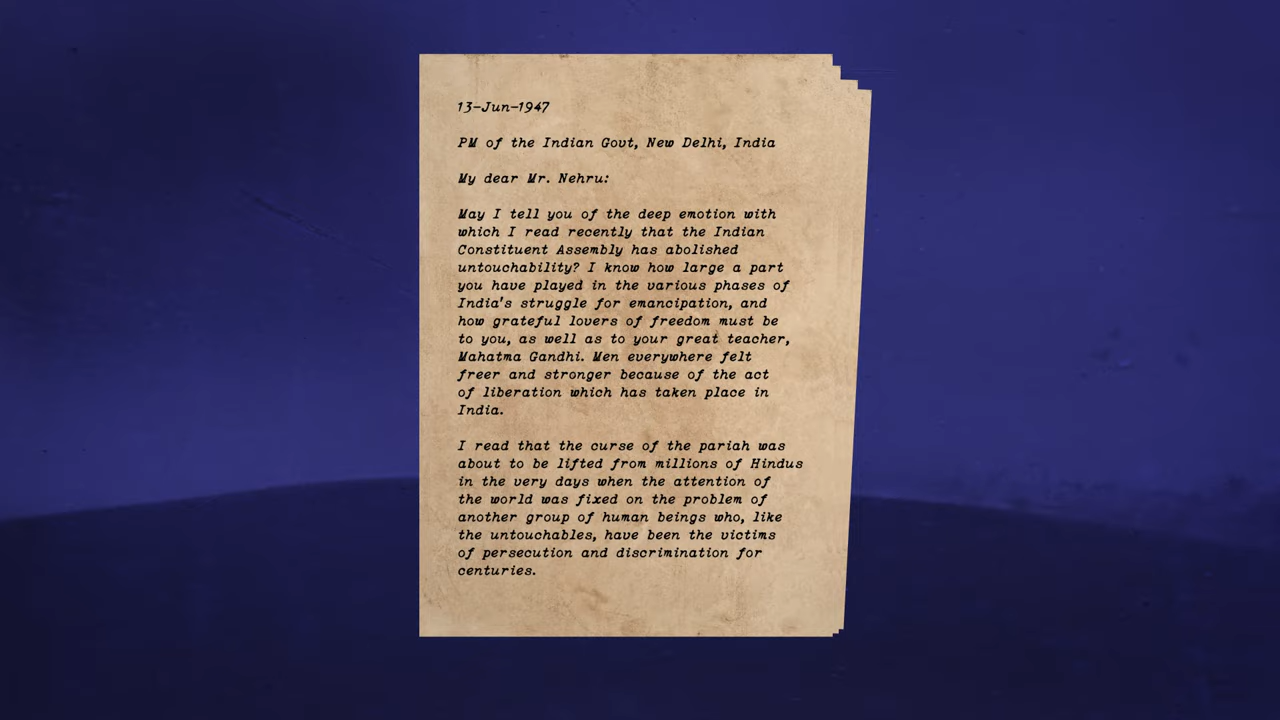 13-Jun-1947
PM of the Indian Govt, New Delhi, India
My dear Mr. Nehru:
May I tell you of the deep emotion with
which I read recently that the Indian
Constituent Assembly has abolished
untouchability? I know how large a part
you have played in the various phases of
India's struggle for emancipation, and
how grateful lovers of freedom must be
to you, as well as to your great teacher,
Mahatma Gandhi. Men everywhere felt
freer and stronger because of the act
of liberation which has taken place in
India.
I read that the curse of the pariah was
about to be lifted from millions of Hindus
in the very days when the attention of
the world was fixed on the problem of
another group of human beings who, like
the untouchables, have been the victims
of persecution and discrimination for
centuries.